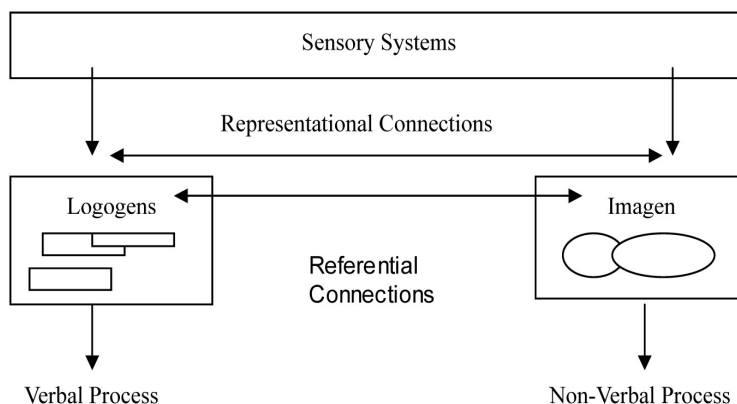 Sensory Systems
Representational Connections
Logogens
Imagen
Referential
Connections
Verbal Process
Non-Verbal Process